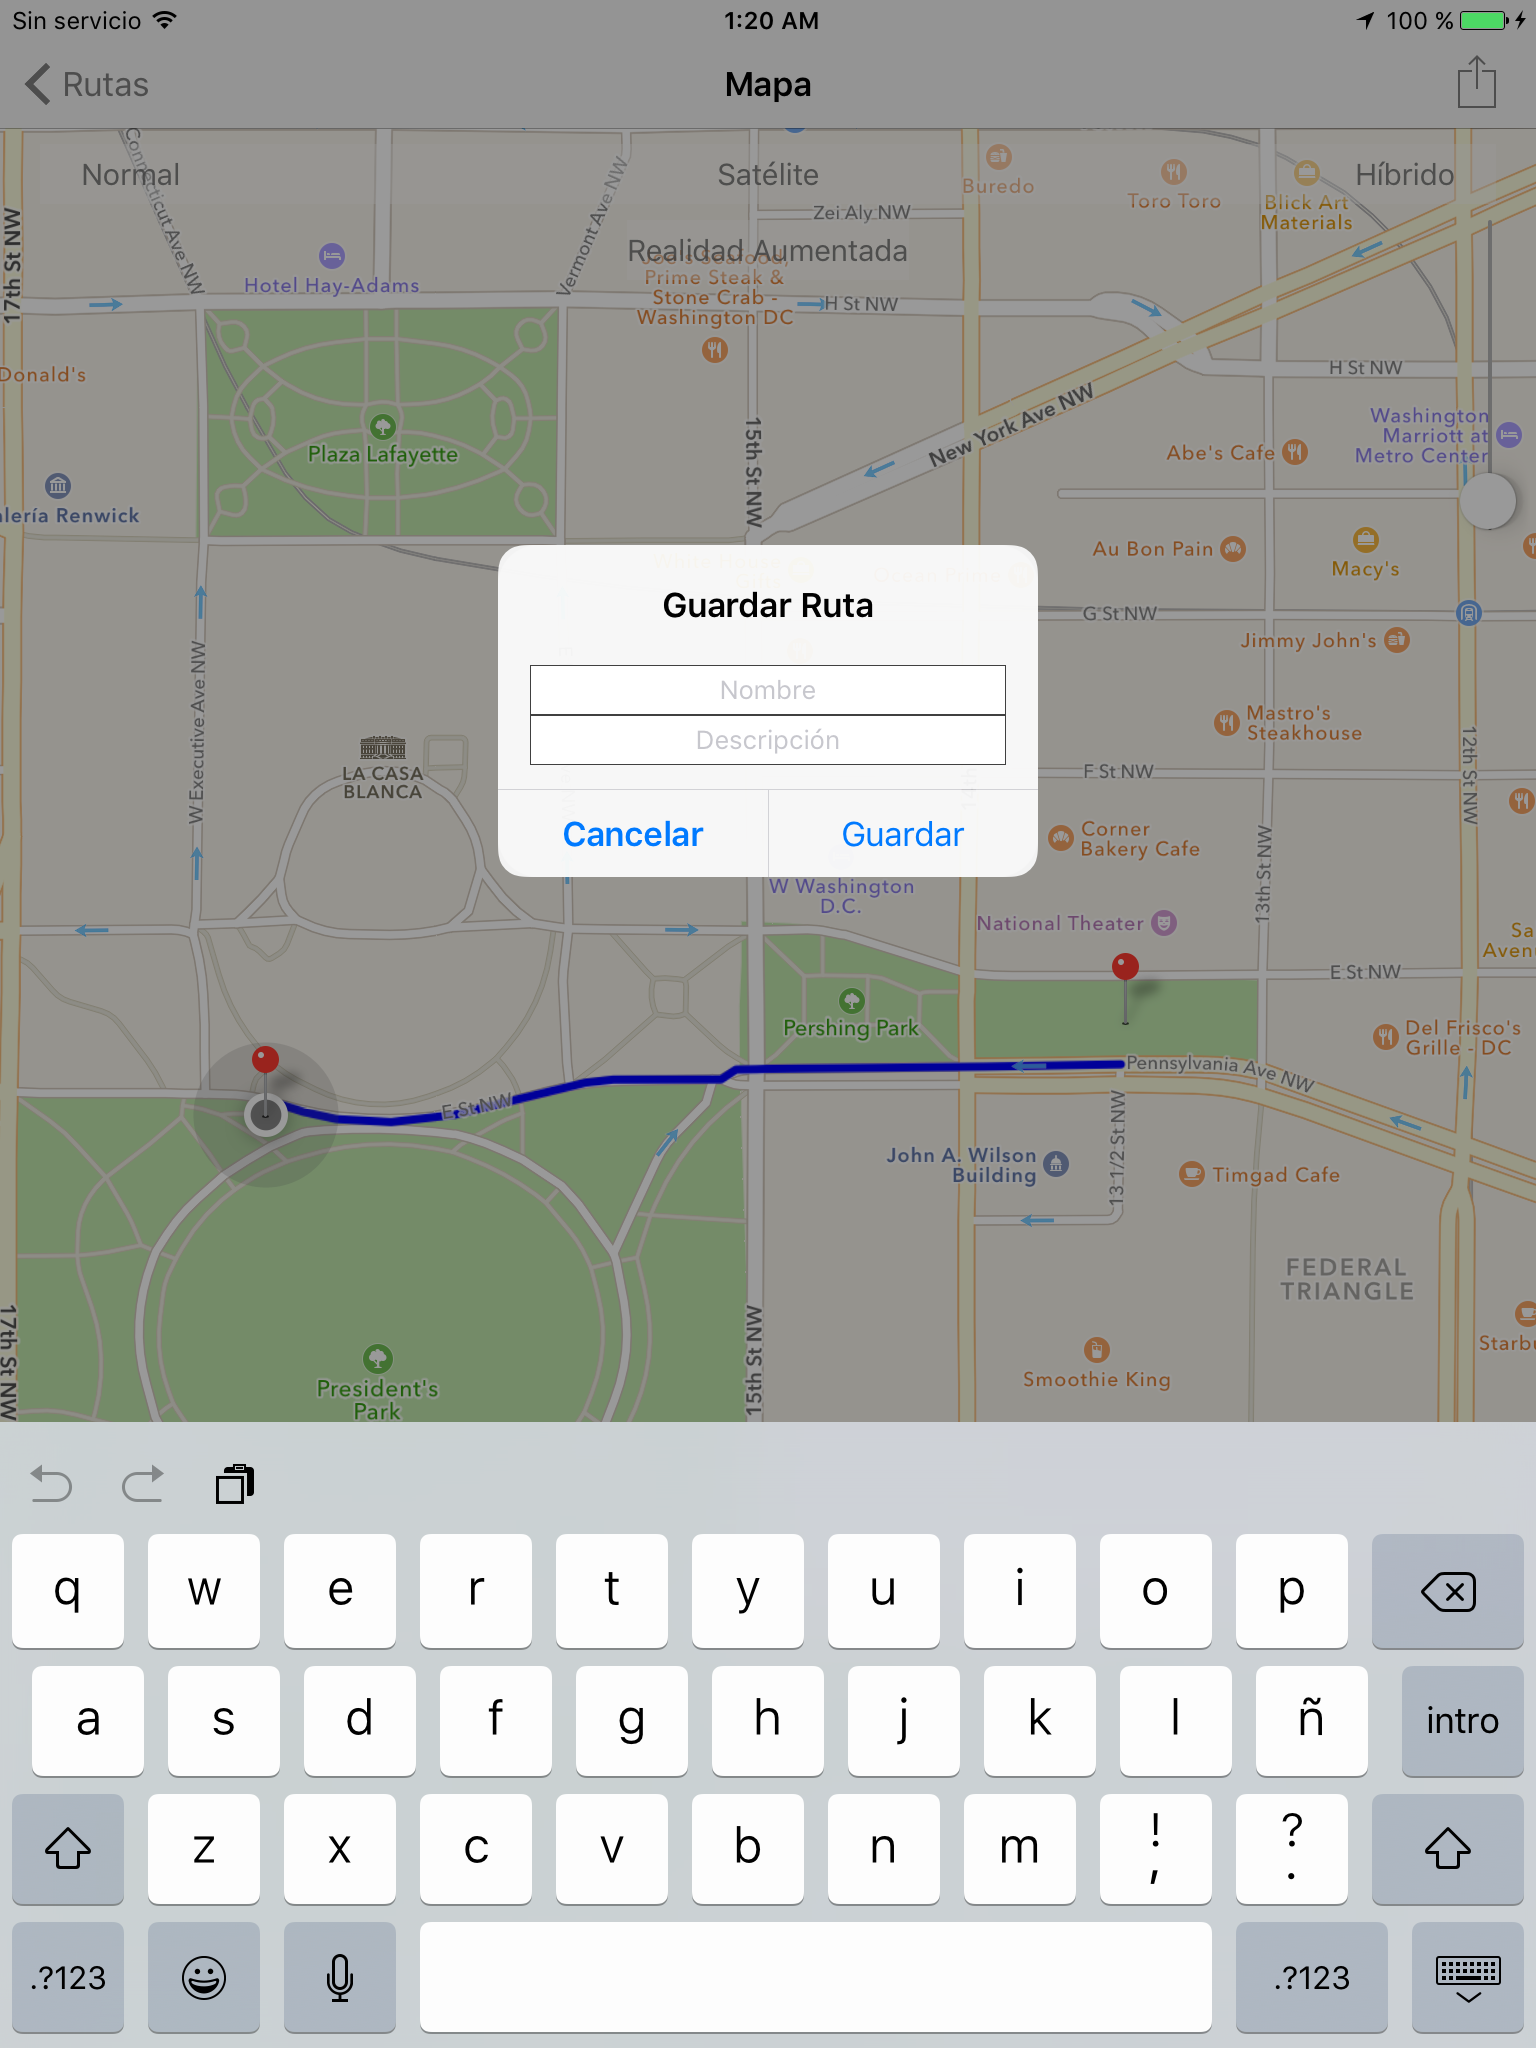 Sin servicio
1:20 AM
100 %
Rutas
Mapa
Normal
Satélite
Híbrido
Realidad Aumentada
Connecticut Ave NW
Vermont Ave NW
Zei Aly NW
Buredo
Toro Toro
Blick Art
Materials
17th St NW
Hotel Hay-Adams
Joe's Seafood,
Prime Steak &
Stone Crab -
Washington DC
H St NW
H St NW
Donald's
New York Ave NW
Washington
Marriott at
Metro Center
Plaza Lafayette
15th St NW
Abe's Cafe
lería Renwick
Au Bon Pain
Macy's
Guardar Ruta
Nombre
Descripción
Cancelar
Guardar
G St NW
Jimmy John's
W Executive Ave NW
Mastro's
Steakhouse
LA CASA
BLANCA
F St NW
12th St NW
Corner
Bakery Cafe
13th St NW
W Washington
D.C.
National Theater
Sa
Aven
E St NW
Pershing Park
Del Frisco's
Grille - DC
Pennsylvania Ave NW
E St NW
13 1/2 St NW
John A. Wilson
Building
Timgad Cafe
FEDERAL
TRIANGLE
17th St NW
15th St NW
Starbu
President's
Park
Smoothie King
q w e r t y u i o p
a s d f g h j k l ñ intro
z x c v b n m ! , ? .
.?123 .?123